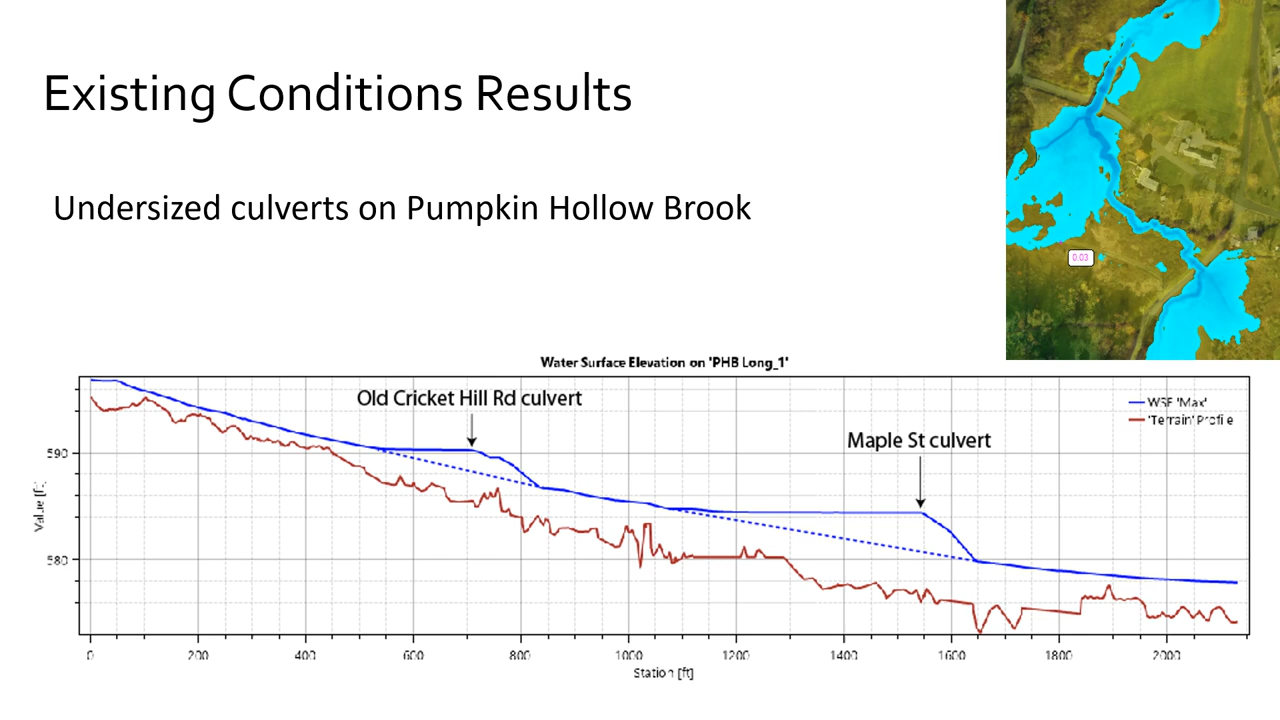 Existing Conditions Results
Undersized culverts on Pumpkin Hollow Brook
0.03
Water Surface Elevation on 'PHB Long_1'
Old Cricket Hill Rd culvert
WSE 'Max'
'Terrain' Profile
Maple St culvert
590
580
Value [ft]
0 200 400 600 800 1000 1200 1400 1600 1800 2000
Station [ft]